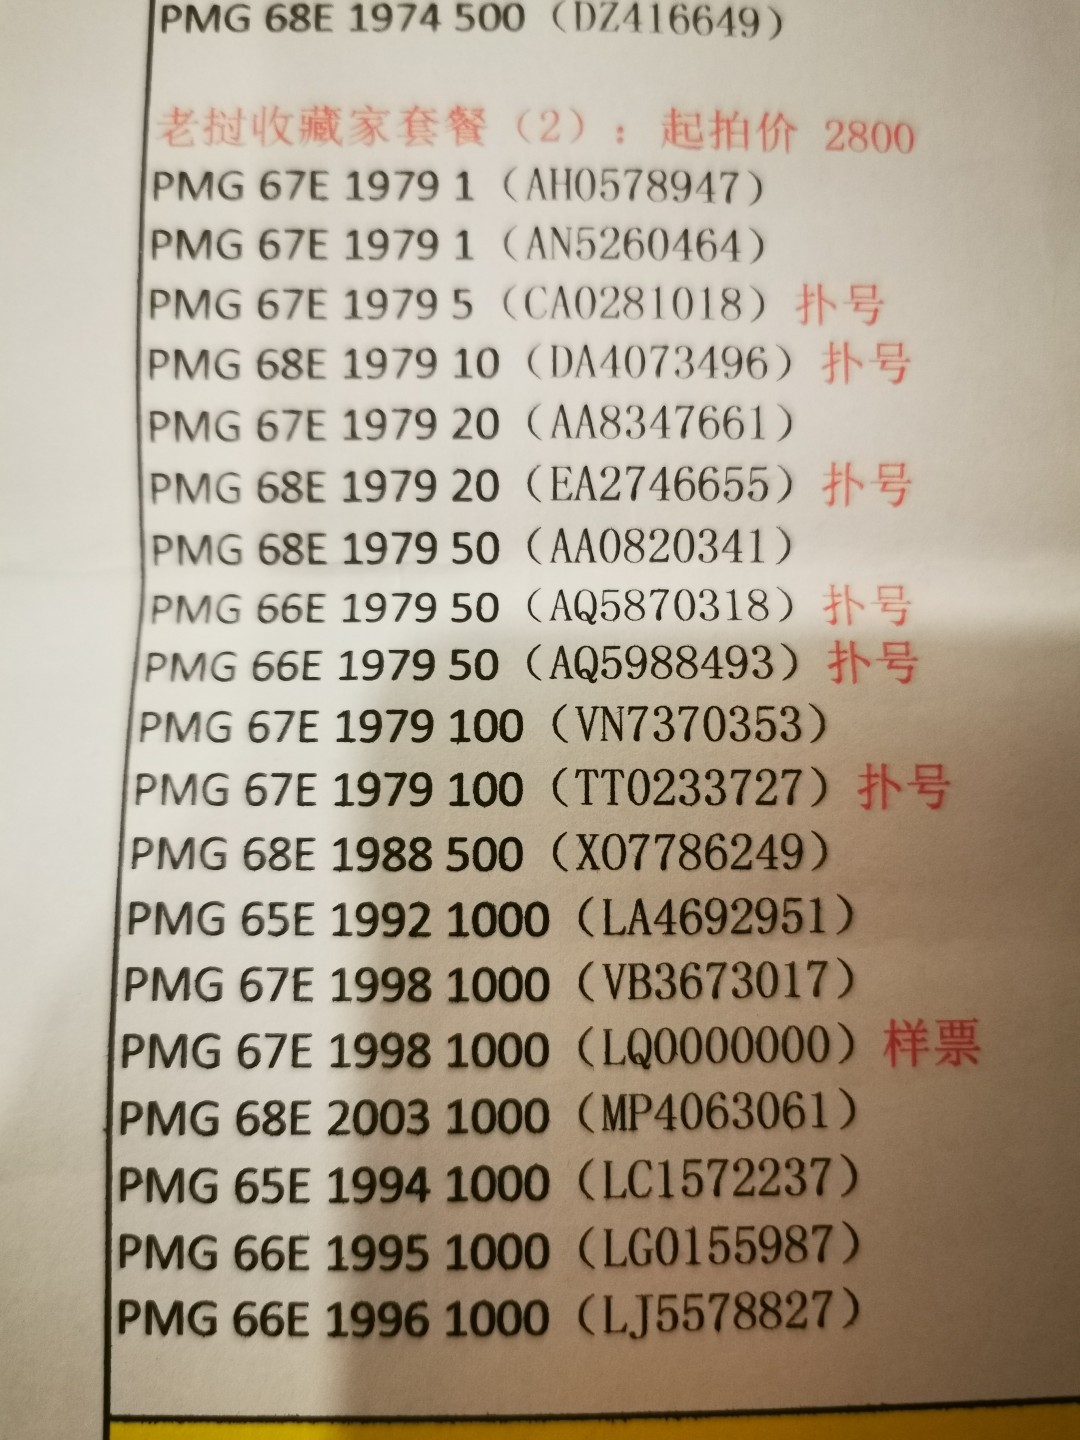 PMG 68E 1974 500（DZ416649）
老挝收藏家套餐（2）：起拍价 2800
PMG 67E 1979 1（AH0578947）
PMG 67E 1979 1（AN5260464）
PMG 67E 1979 5（CA0281018）扑号
PMG 68E 1979 10（DA4073496）扑号
PMG 67E 1979 20（AA8347661）
PMG 68E 1979 20（EA2746655）扑号
PMG 68E 1979 50（AA0820341）
PMG 66E 1979 50（AQ5870318）扑号
PMG 66E 1979 50（AQ5988493）扑号
PMG 67E 1979 100（VN7370353）
PMG 67E 1979 100（TT0233727）扑号
PMG 68E 1988 500（XO7786249）
PMG 65E 1992 1000（LA4692951）
PMG 67E 1998 1000（VB3673017）
PMG 67E 1998 1000（LQ0000000）样票
PMG 68E 2003 1000（MP4063061）
PMG 65E 1994 1000（LC1572237）
PMG 66E 1995 1000（LG0155987）
PMG 66E 1996 1000（LJ5578827）